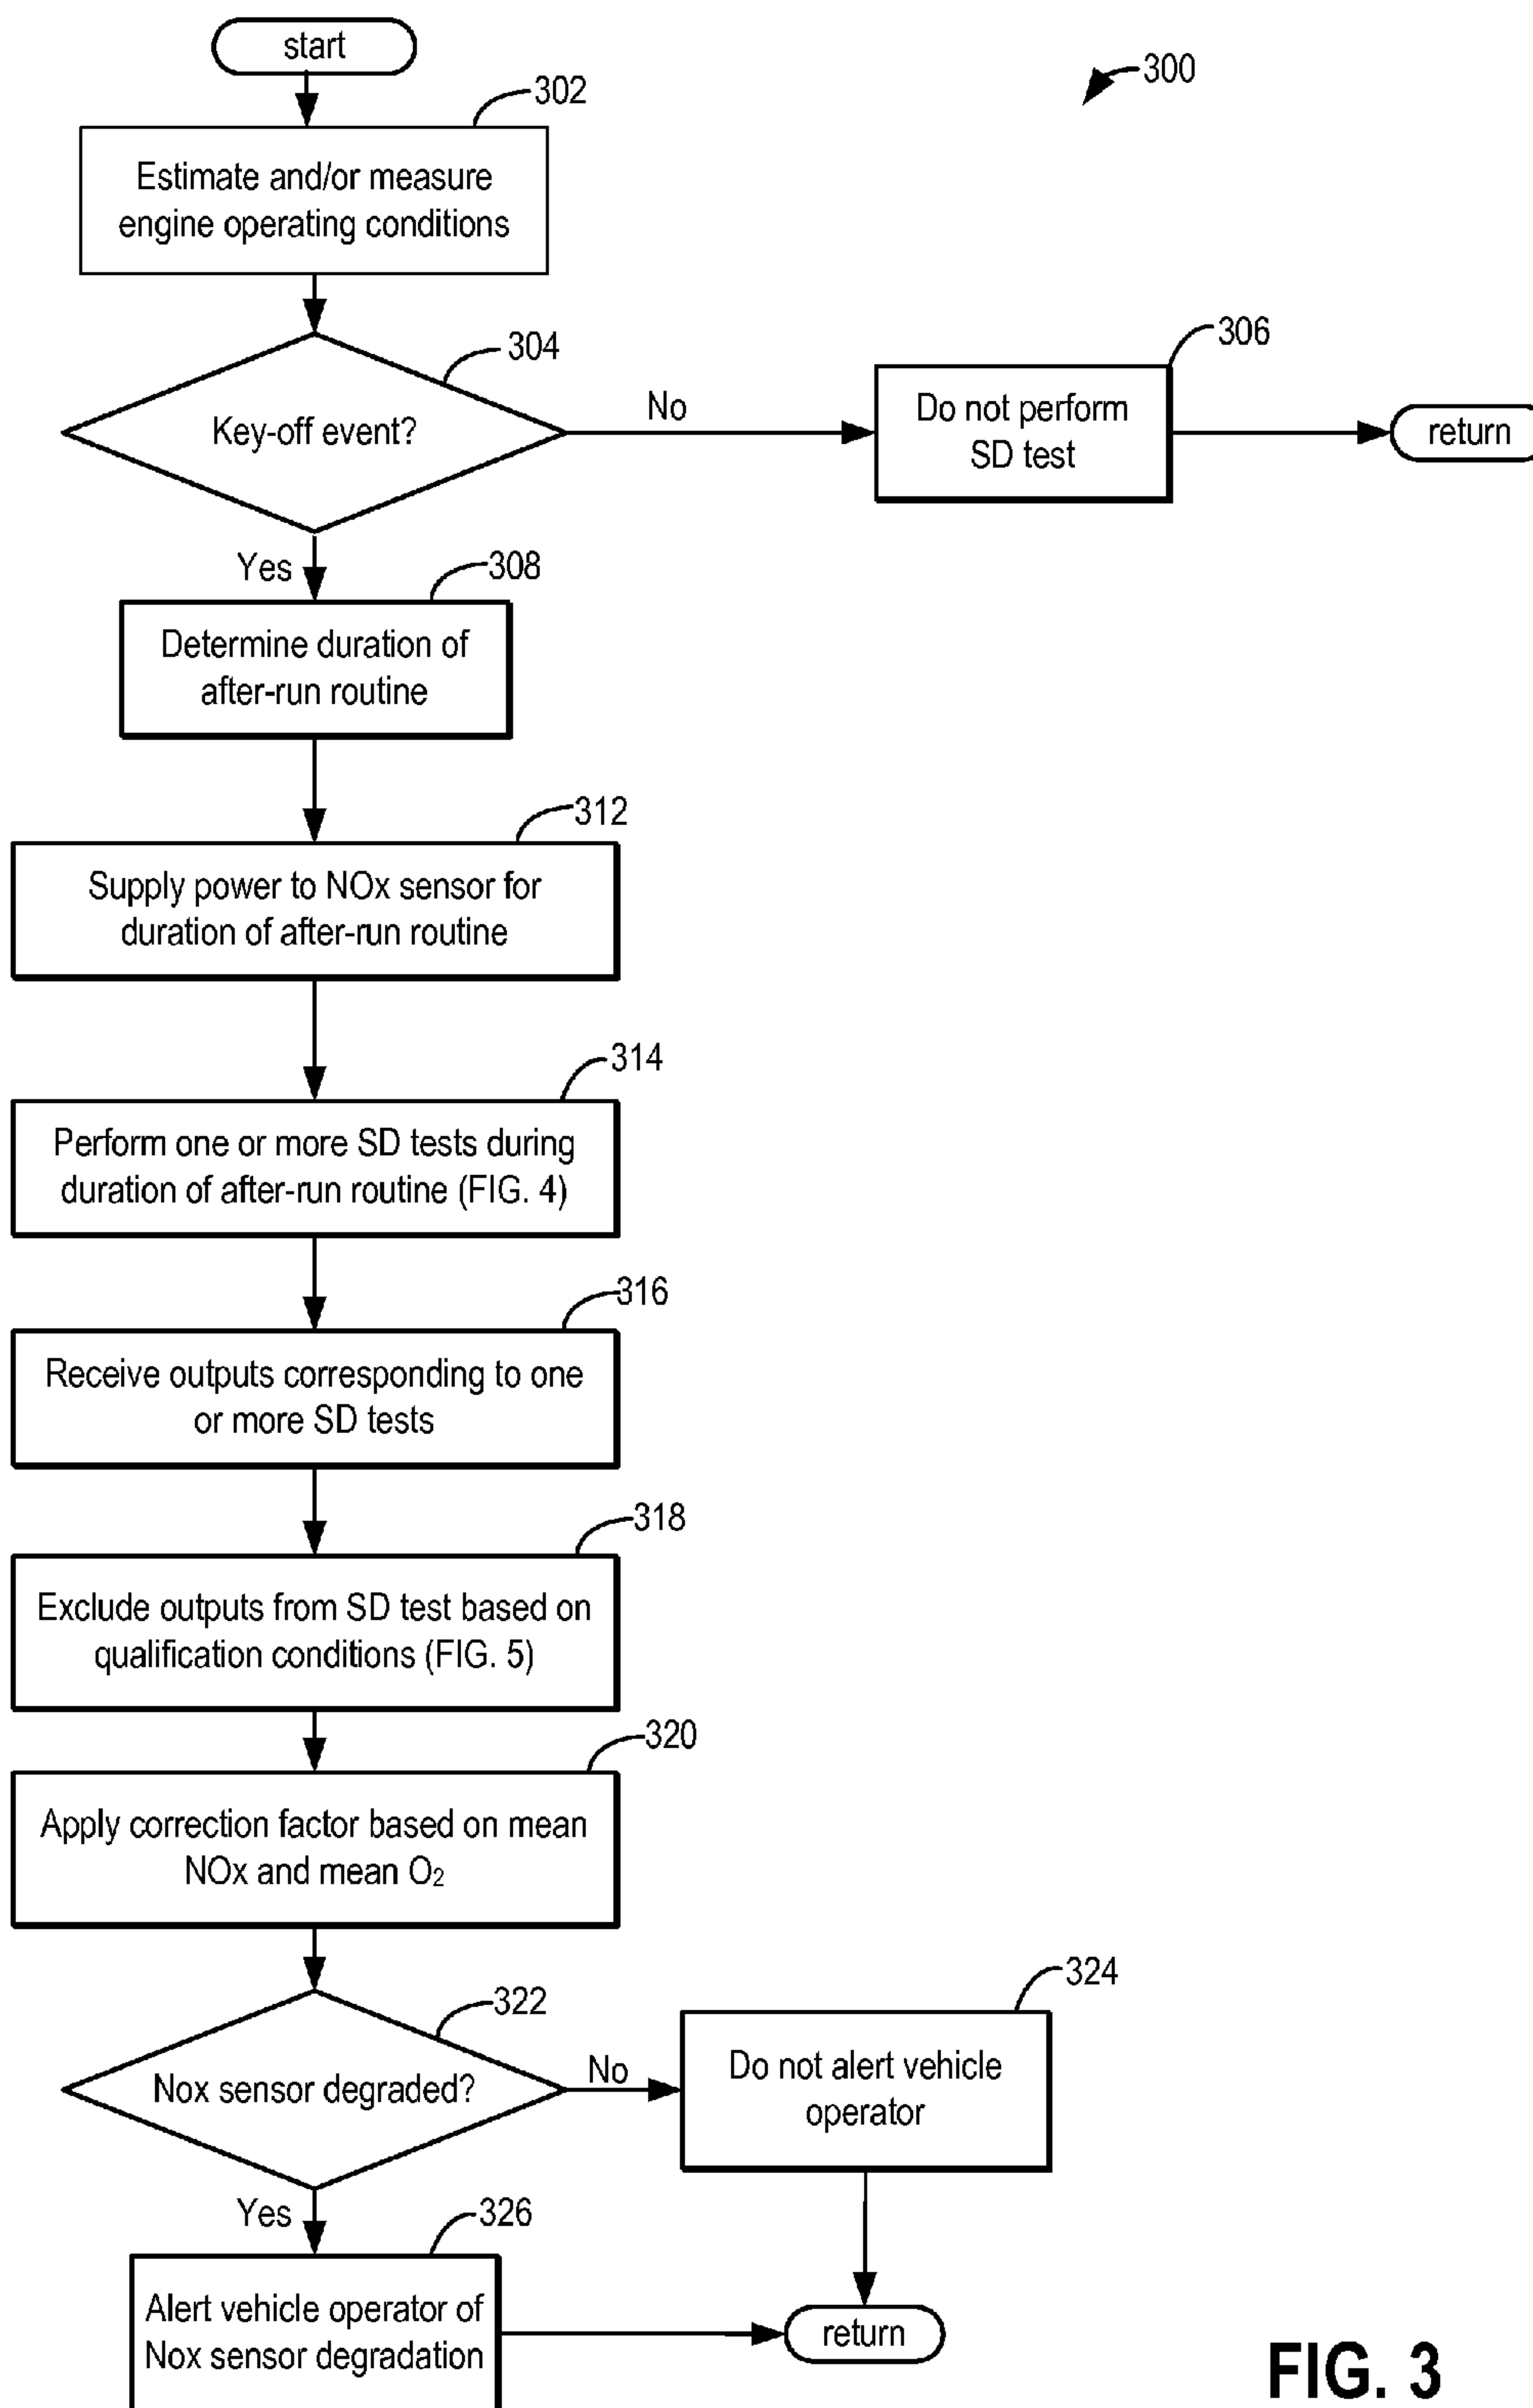 start
300
302
Estimate and/or measure
engine operating conditions
304
Key-off event?
No
306
Do not perform
SD test
return
Yes
308
Determine duration of
after-run routine
312
Supply power to NOx sensor for
duration of after-run routine
314
Perform one or more SD tests during
duration of after-run routine (FIG. 4)
316
Receive outputs corresponding to one
or more SD tests
318
Exclude outputs from SD test based on
qualification conditions (FIG. 5)
320
Apply correction factor based on mean
NOx and mean O₂
322
Nox sensor degraded?
No
324
Do not alert vehicle
operator
Yes
326
Alert vehicle operator of
Nox sensor degradation
return
FIG. 3